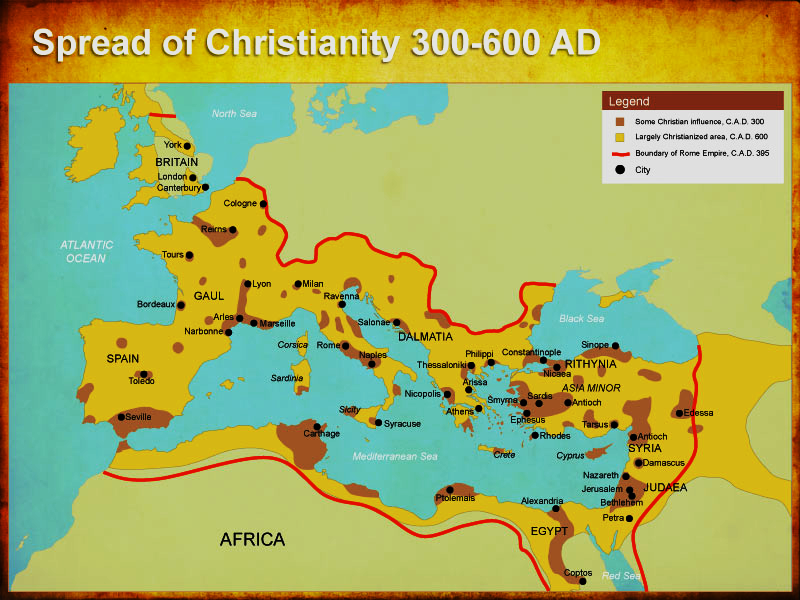 Spread of Christianity 300-600 AD
Legend
Some Christian influence, C.A.D. 300
Largely Christianized area, C.A.D. 600
Boundary of Rome Empire, C.A.D. 395
City
North Sea
York
BRITAIN
London
Canterbury
Cologne
Reirns
ATLANTIC
OCEAN
Tours
Lyon
Milan
GAUL
Ravenna
Bordeaux
Black Sea
Arles
Marseille
Salonae
Narbonne
DALMATIA
Corsica
Rome
Sinope
SPAIN
Naples
Philippi
Constantinople
Thessaloniki
RITHYNIA
Nicaea
Toledo
Sardinia
Arissa
ASIA MINOR
Nicopolis
Smyrna
Sardis
Antioch
Sicity
Athens
Edessa
Seville
Syracuse
Ephesus
Tarsus
Carthage
Rhodes
Antioch
Crete
Cyprus
SYRIA
Mediterranean Sea
Damascus
Nazareth
Jerusalem
JUDAEA
Ptolemais
Bethlehem
Alexandria
Petra
EGYPT
AFRICA
Coptos
Red Sea